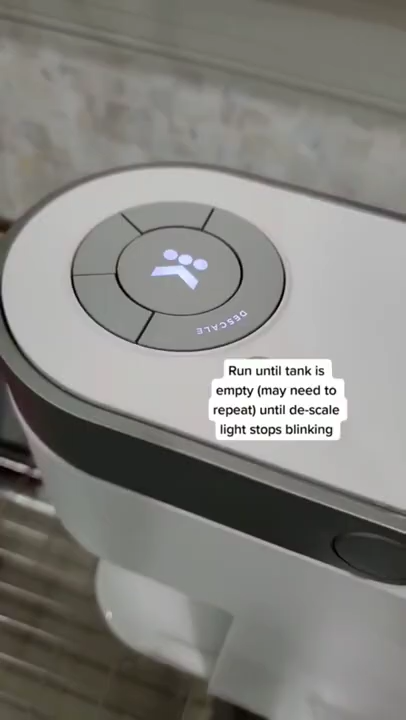 DESCALE
Run until tank is
empty (may need to
repeat) until de-scale
light stops blinking